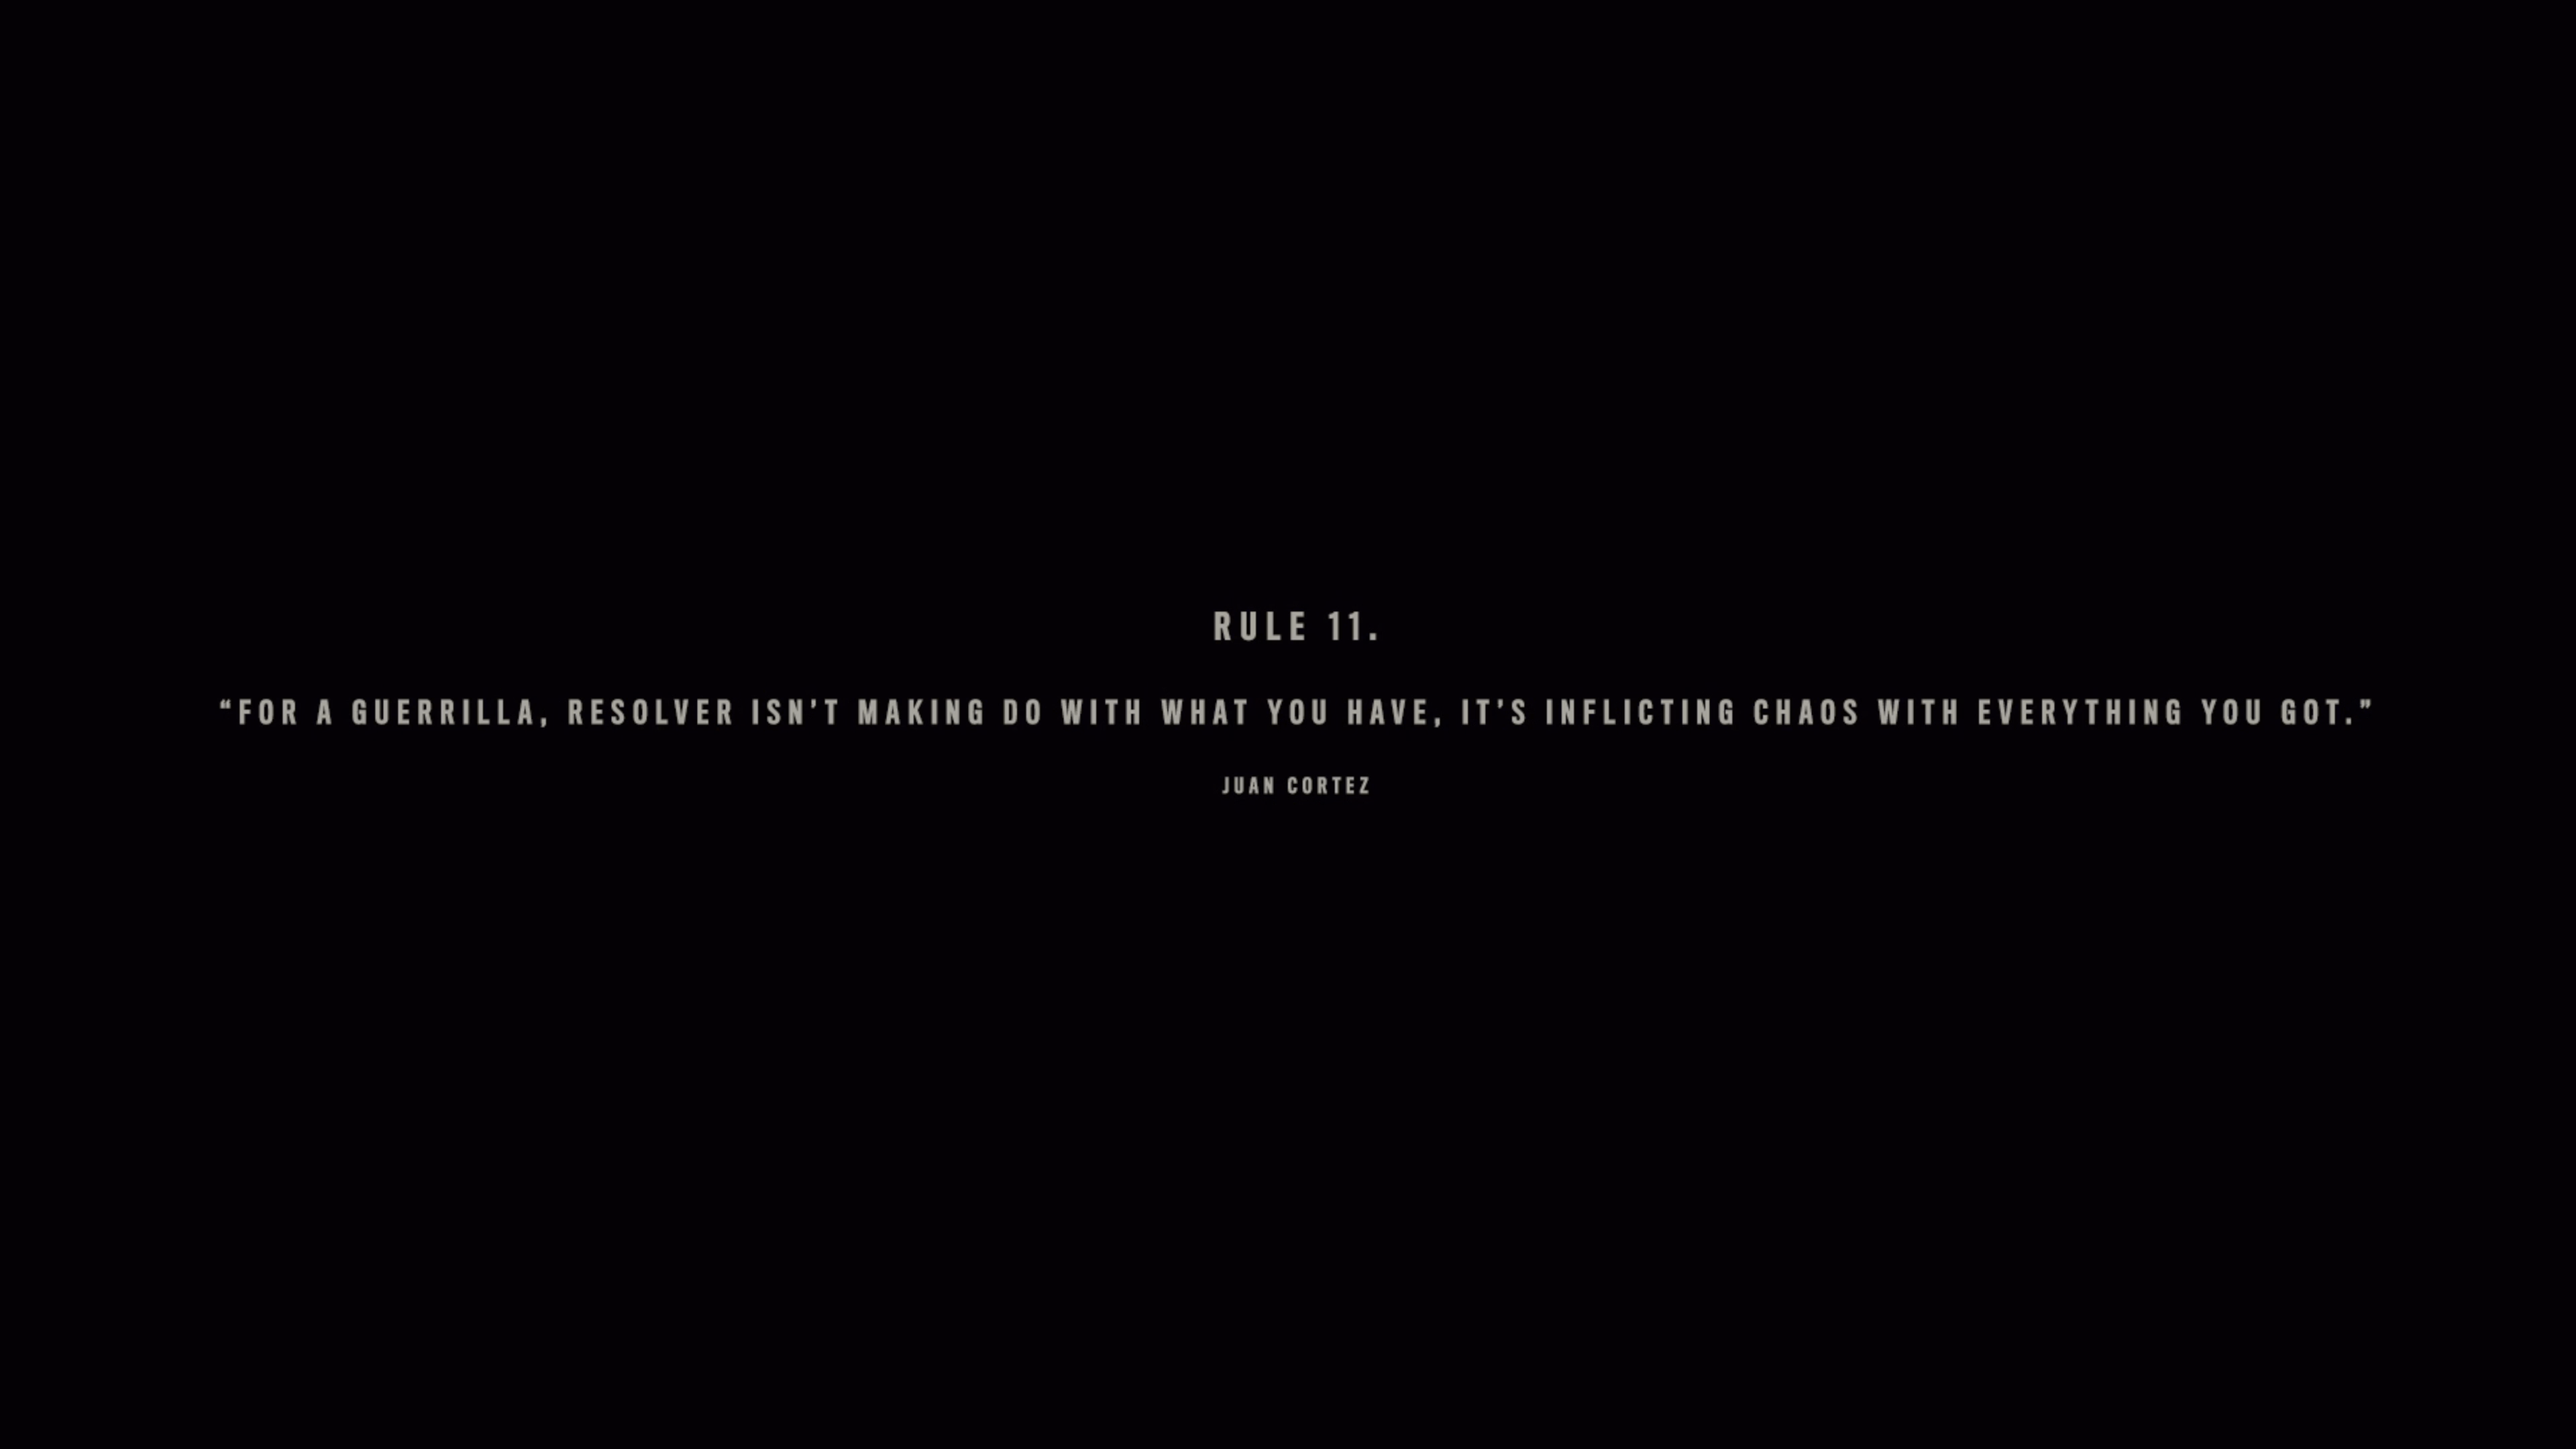 RULE 11.
“FOR A GUERRILLA, RESOLVER ISN’T MAKING DO WITH WHAT YOU HAVE, IT’S INFLICTING CHAOS WITH EVERYTHING YOU GOT.”
JUAN CORTEZ